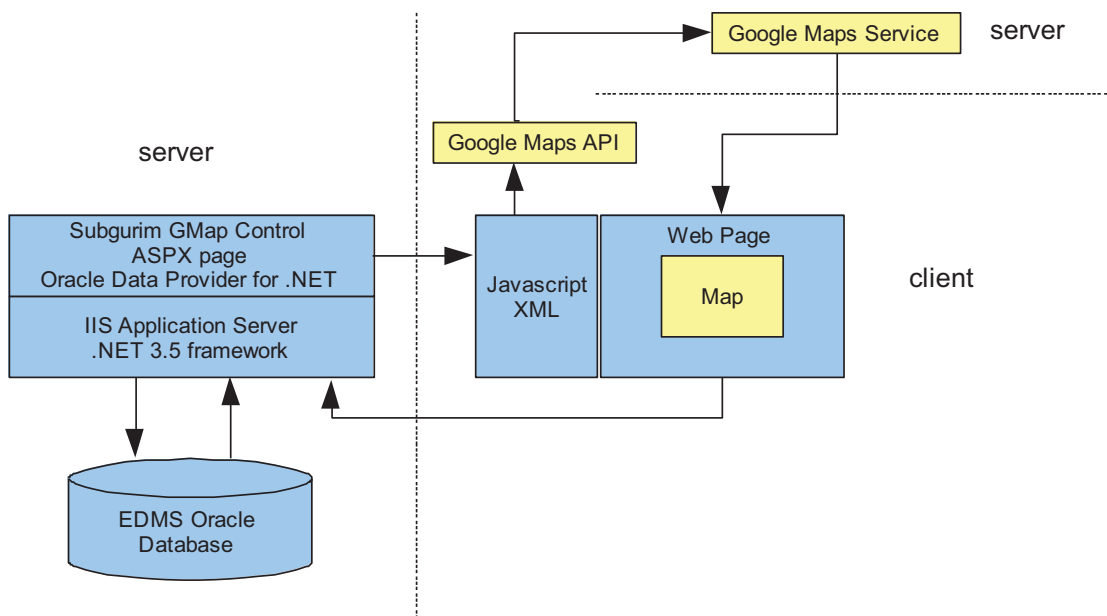 Google Maps Service
server
Google Maps API
server
Subgurim GMap Control
ASPX page
Oracle Data Provider for .NET
IIS Application Server
.NET 3.5 framework
Javascript
XML
Web Page
Map
client
EDMS Oracle
Database